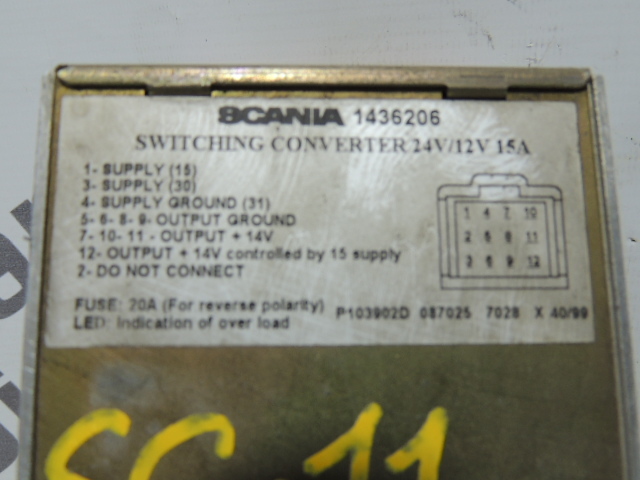 SCANIA 1436206
SWITCHING CONVERTER 24V/12V 15A
1- SUPPLY (15)
3- SUPPLY (30)
4- SUPPLY GROUND (31)
5- 6- 8- 9- OUTPUT GROUND
7- 10- 11 - OUTPUT + 14V
12- OUTPUT + 14V controlled by 15 supply
2- DO NOT CONNECT
1 4 7 10
2 5 8 11
3 6 9 12
FUSE: 20A (For reverse polarity)
LED: Indication of over load
P103902D 087025 7028 X 40/99
SC 11